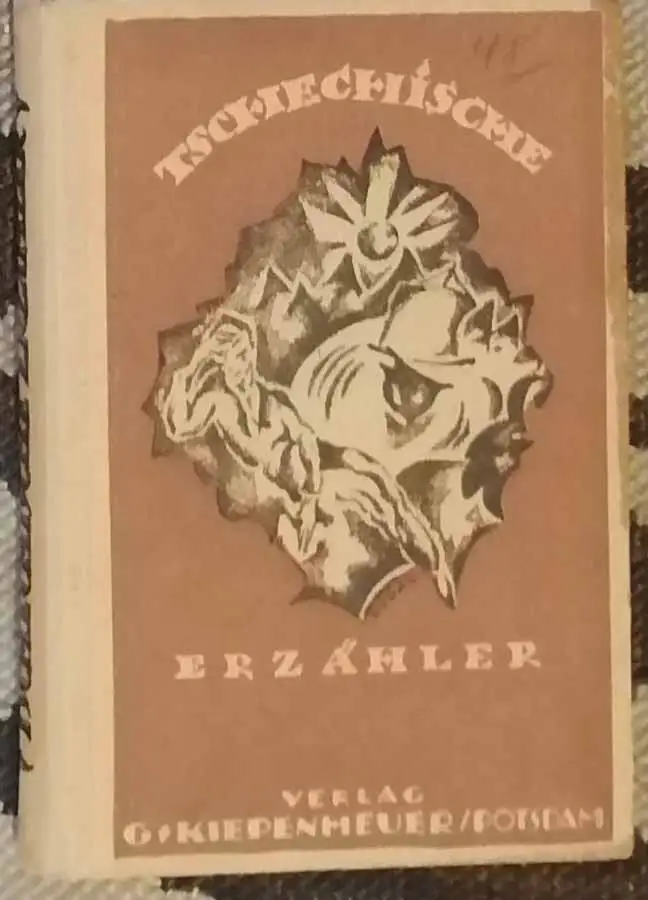 TSCHECHISCHE
ERZÄHLER
VERLAG
G•KIEPENHEUER/POTSDAM